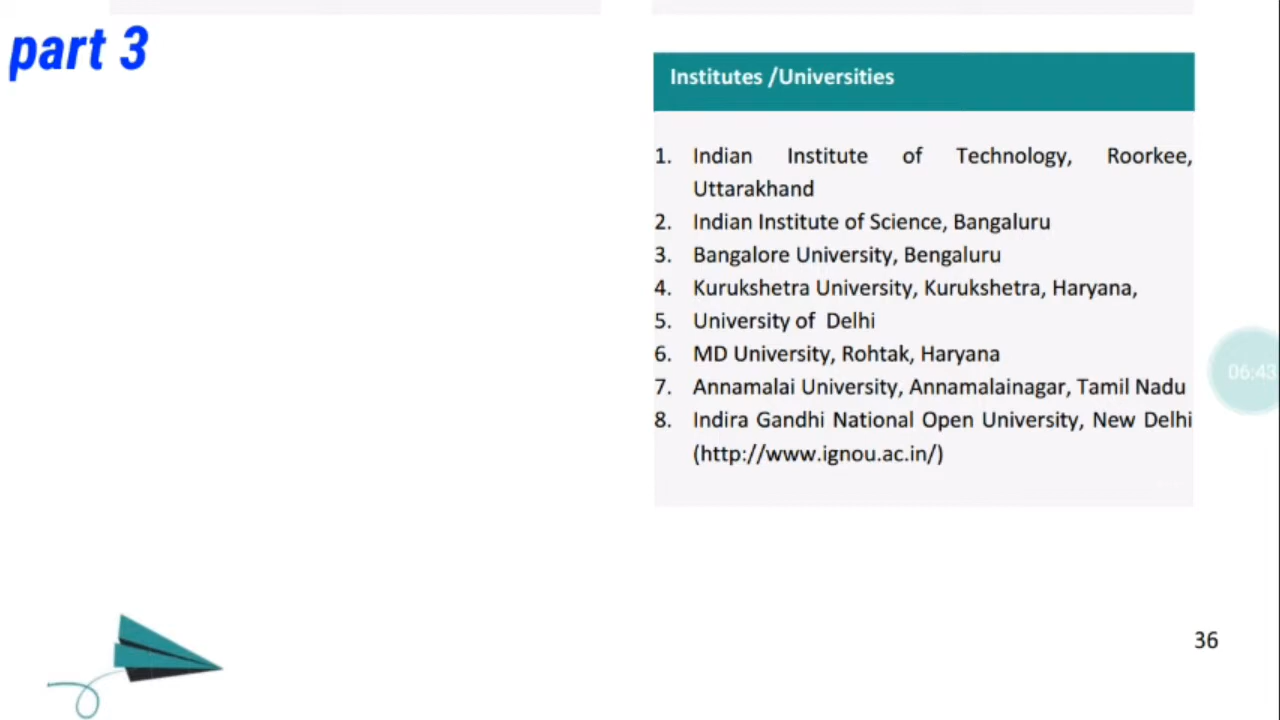 part 3
Institutes /Universities
1. Indian Institute of Technology, Roorkee,
Uttarakhand
2. Indian Institute of Science, Bangaluru
3. Bangalore University, Bengaluru
4. Kurukshetra University, Kurukshetra, Haryana,
5. University of Delhi
6. MD University, Rohtak, Haryana
7. Annamalai University, Annamalainagar, Tamil Nadu
8. Indira Gandhi National Open University, New Delhi
(http://www.ignou.ac.in/)
06:43
36